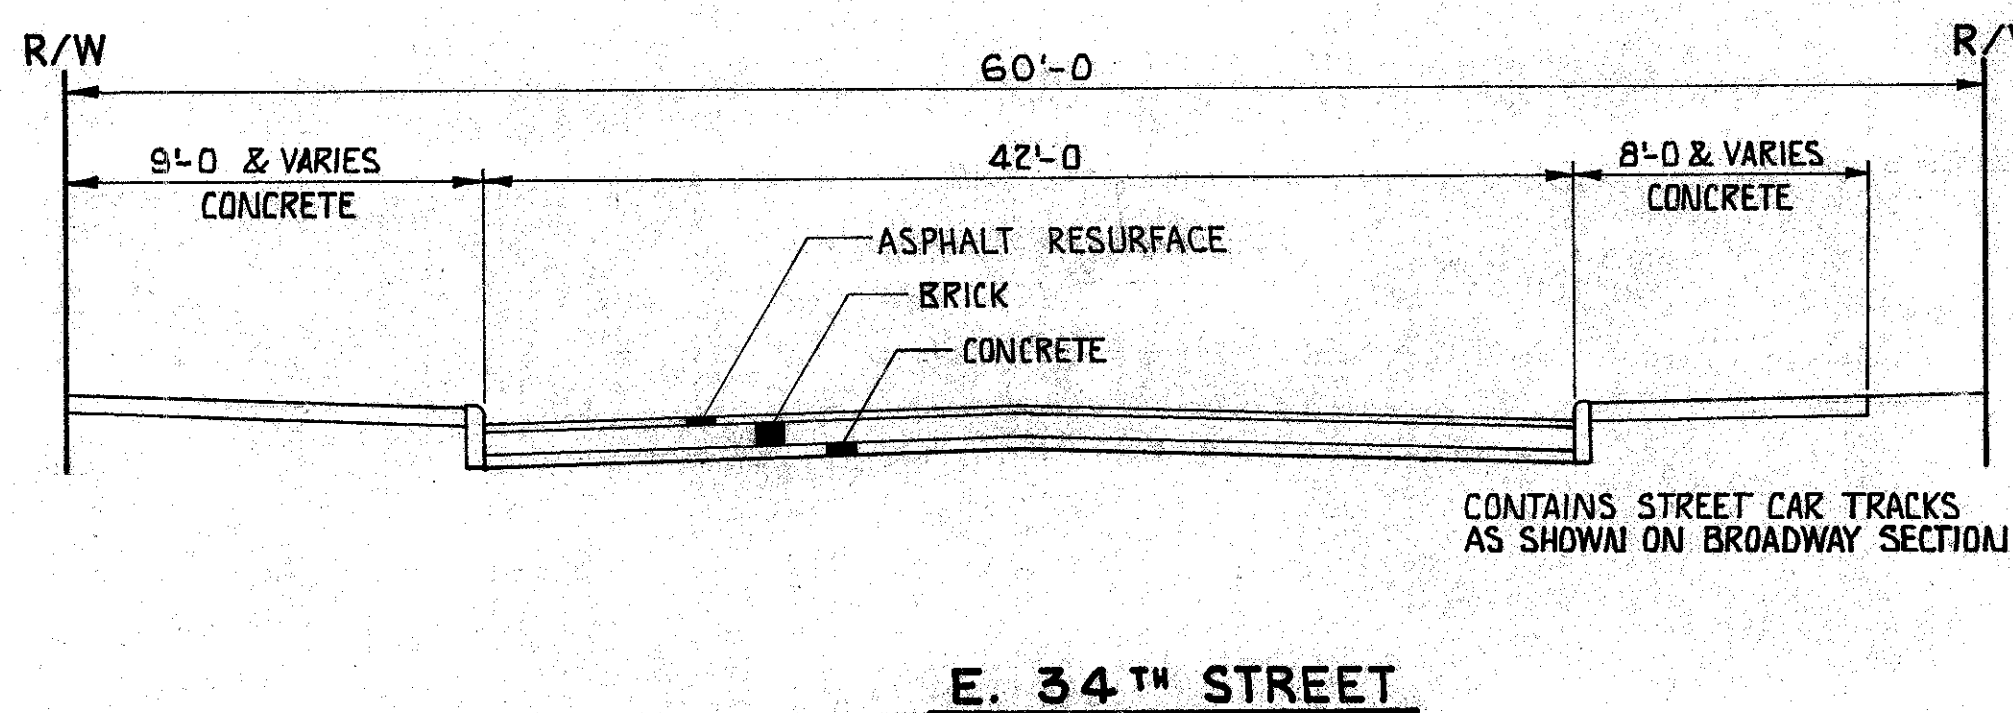 R/W
R/W
60'-0
9'-0 & VARIES
CONCRETE
42'-0
8'-0 & VARIES
CONCRETE
ASPHALT RESURFACE
BRICK
CONCRETE
CONTAINS STREET CAR TRACKS
AS SHOWN ON BROADWAY SECTION
E. 34TH STREET